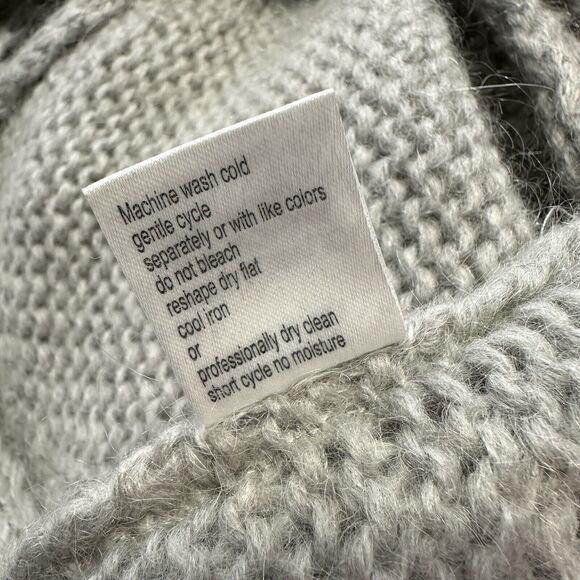 Machine wash cold
gentle cycle
separately or with like colors
do not bleach
reshape dry flat
cool iron
or
professionally dry clean
short cycle no moisture